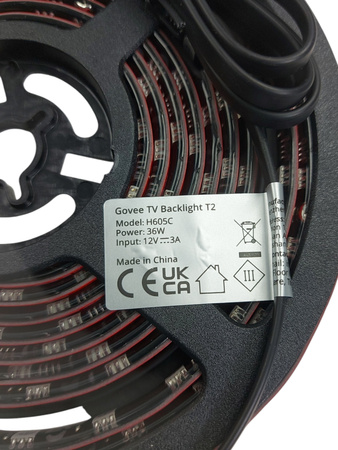 Govee TV Backlight T2
Model: H605C
Power: 36W
Input: 12V⎓3A
Made in China
CE UK
CA
III